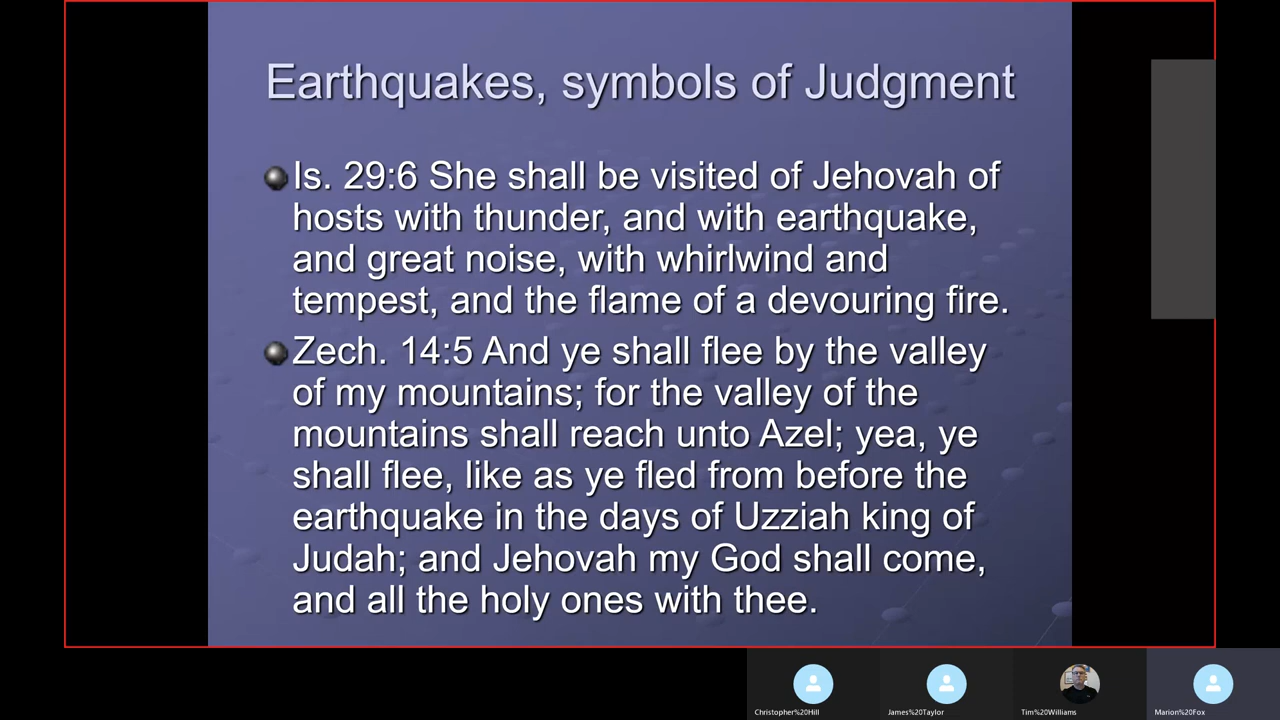 Earthquakes, symbols of Judgment
Is. 29:6 She shall be visited of Jehovah of
hosts with thunder, and with earthquake,
and great noise, with whirlwind and
tempest, and the flame of a devouring fire.
Zech. 14:5 And ye shall flee by the valley
of my mountains; for the valley of the
mountains shall reach unto Azel; yea, ye
shall flee, like as ye fled from before the
earthquake in the days of Uzziah king of
Judah; and Jehovah my God shall come,
and all the holy ones with thee.
Christopher%20Hill
James%20Taylor
Tim%20Williams
Marion%20Fox